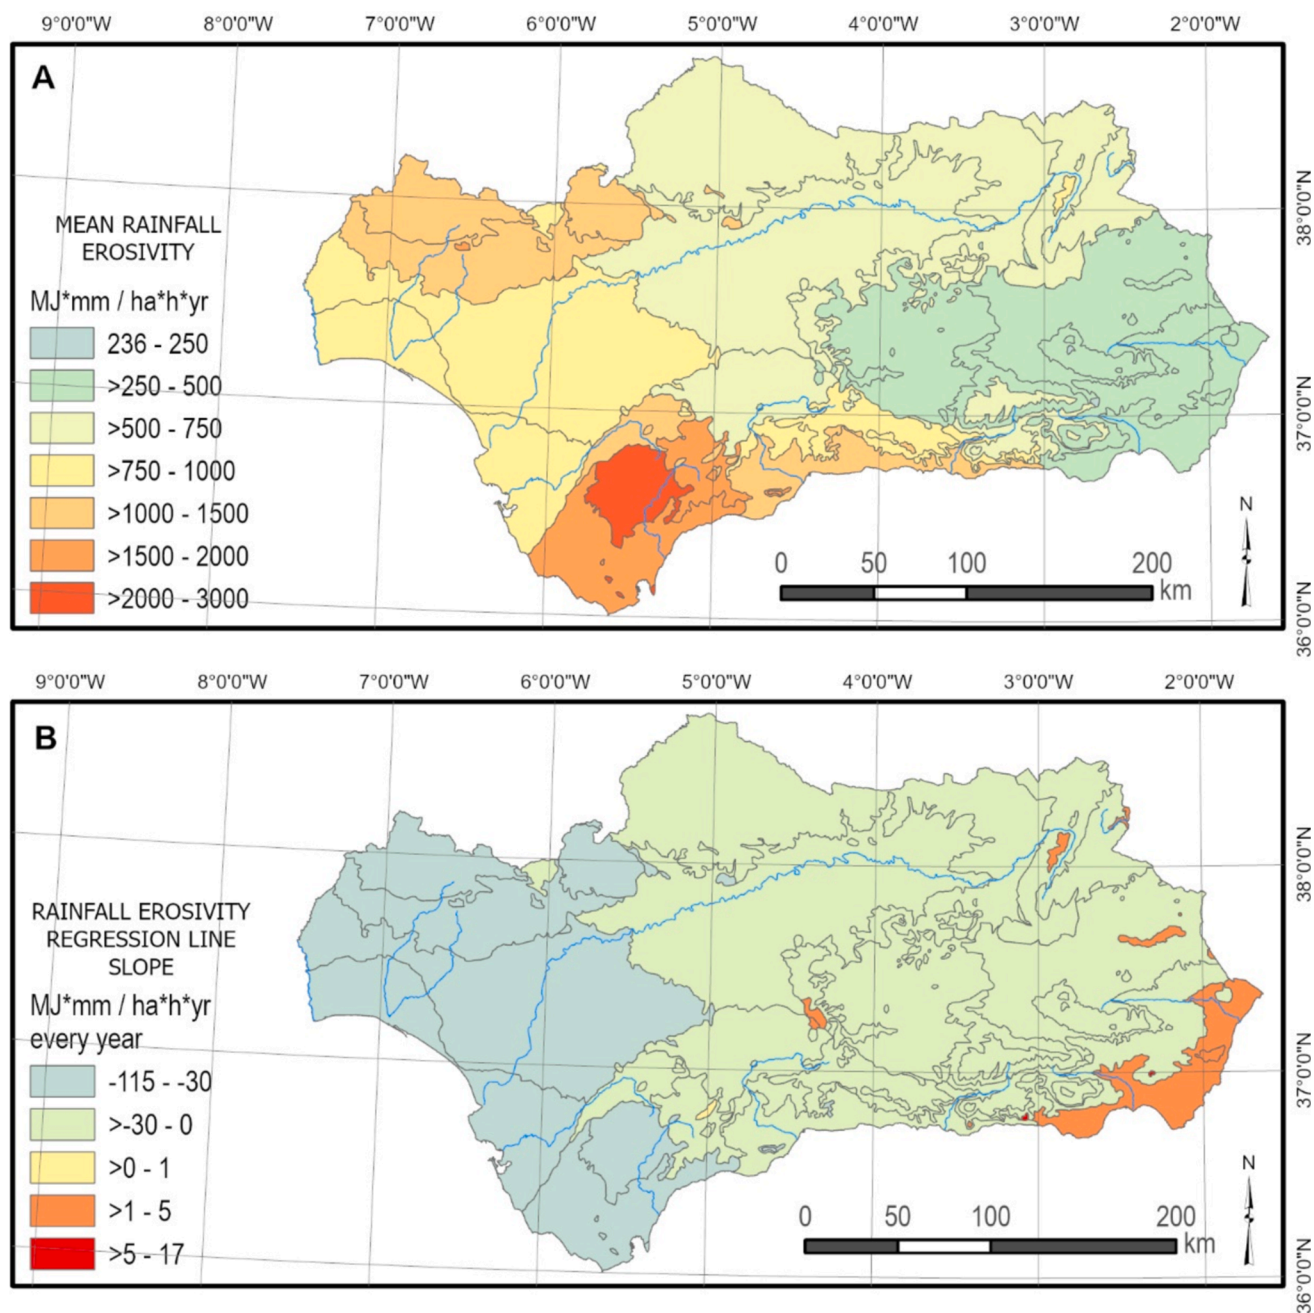 9°0'0"W 8°0'0"W 7°0'0"W 6°0'0"W 5°0'0"W 4°0'0"W 3°0'0"W 2°0'0"W
A
38°0'0"N
MEAN RAINFALL
EROSIVITY
MJ*mm / ha*h*yr
236 - 250
>250 - 500
>500 - 750
37°0'0"N
>750 - 1000
>1000 - 1500
N
>1500 - 2000
0 50 100 200
km
>2000 - 3000
36°0'0"N
9°0'0"W 8°0'0"W 7°0'0"W 6°0'0"W 5°0'0"W 4°0'0"W 3°0'0"W 2°0'0"W
B
38°0'0"N
RAINFALL EROSIVITY
REGRESSION LINE
SLOPE
MJ*mm / ha*h*yr
every year
37°0'0"N
-115 - -30
>-30 - 0
>0 - 1
N
>1 - 5
0 50 100 200
km
>5 - 17
36°0'0"N